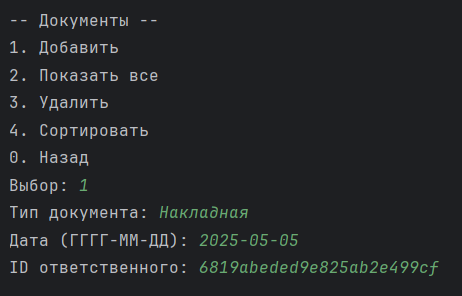 -- Документы --
1. Добавить
2. Показать все
3. Удалить
4. Сортировать
0. Назад
Выбор: 1
Тип документа: Накладная
Дата (ГГГГ-ММ-ДД): 2025-05-05
ID ответственного: 6819abeded9e825ab2e499cf